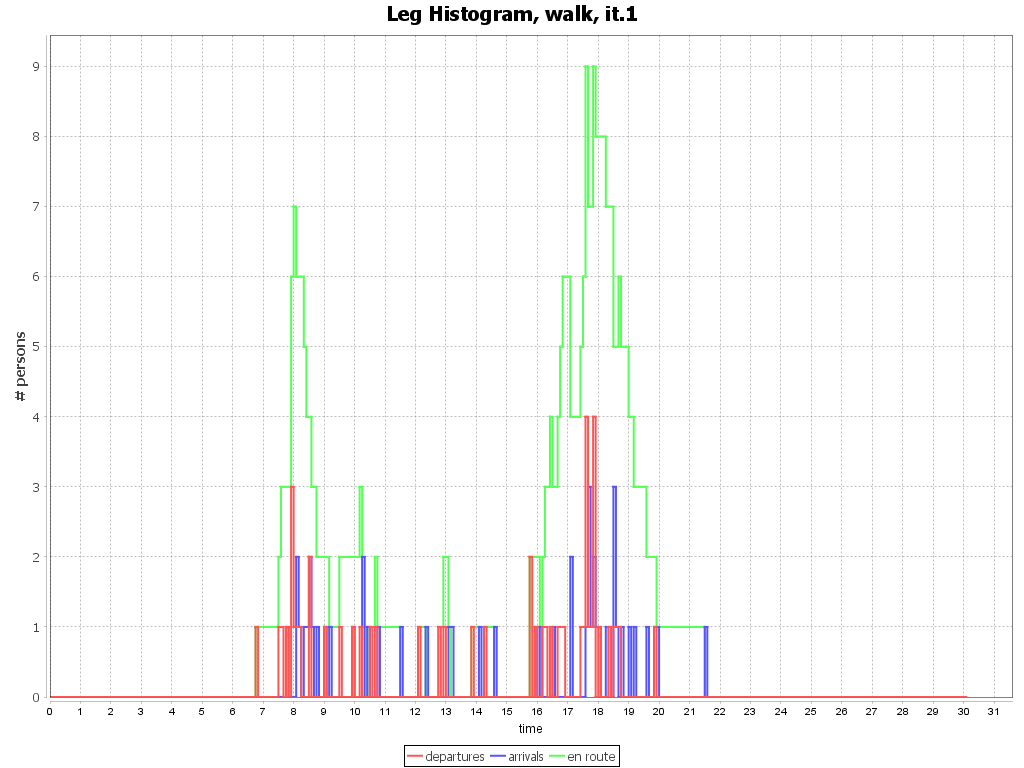 Leg Histogram, walk, it.1
# persons
9
8
7
6
5
4
3
2
1
0
0 1 2 3 4 5 6 7 8 9 10 11 12 13 14 15 16 17 18 19 20 21 22 23 24 25 26 27 28 29 30 31
time
departures arrivals en route